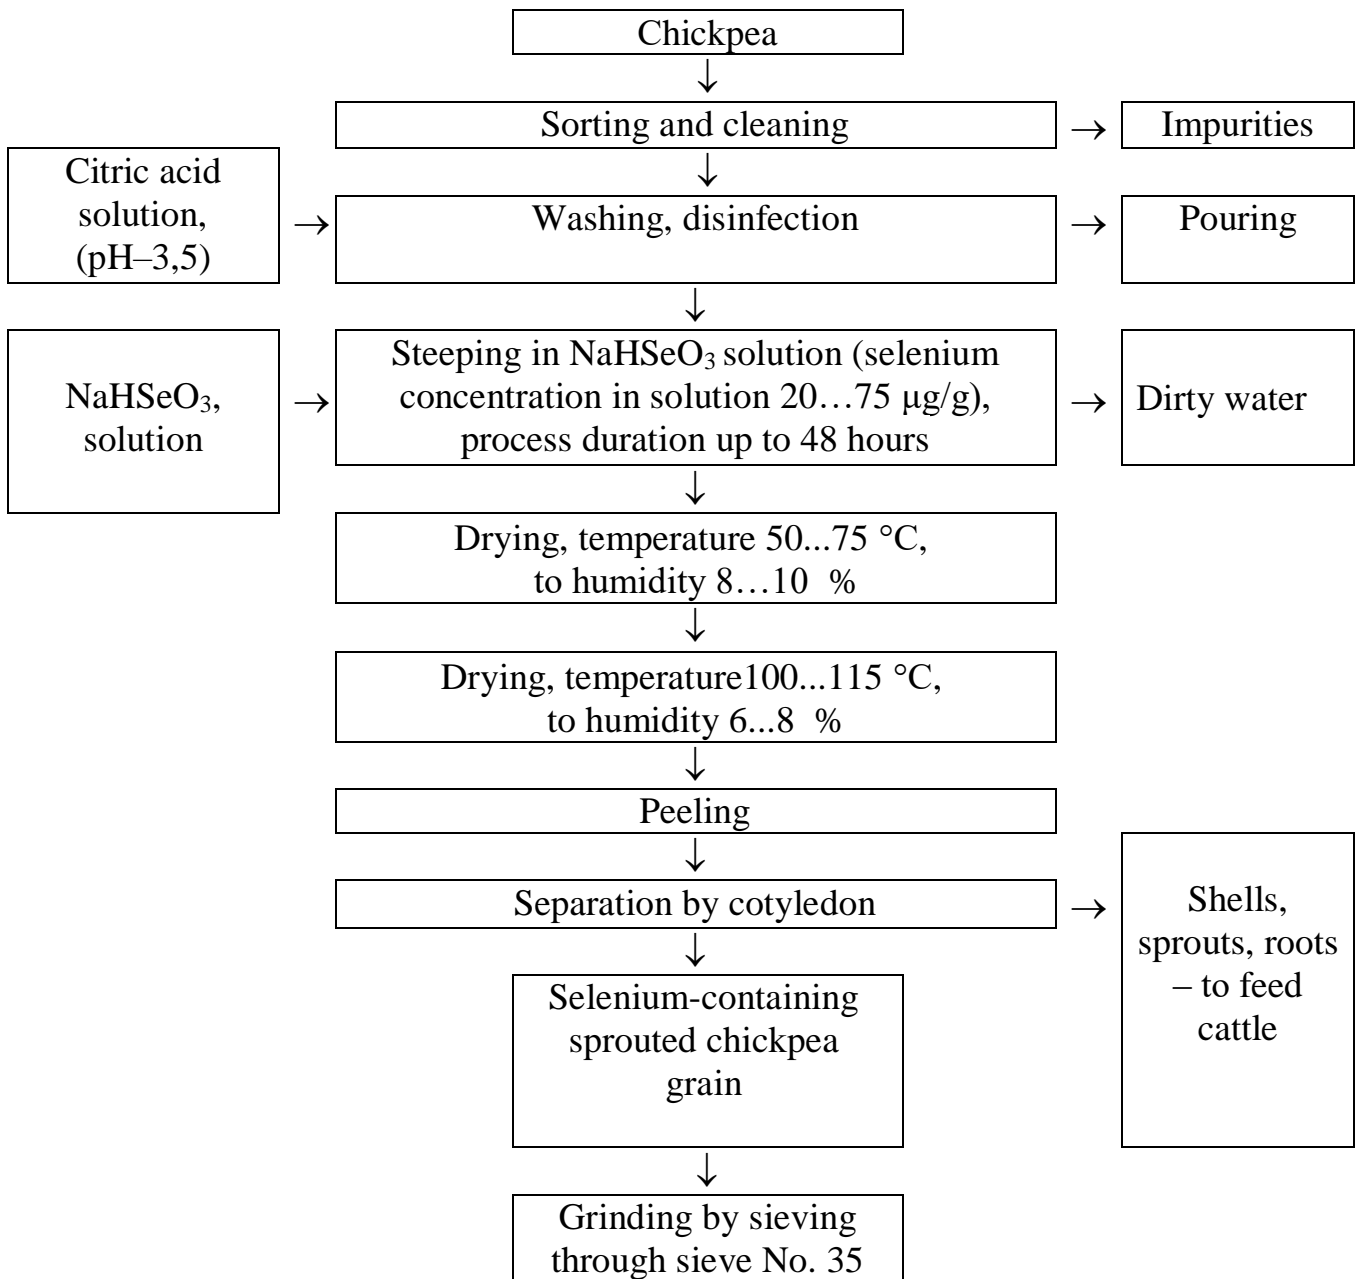 Chickpea
↓
Sorting and cleaning
→
Impurities
↓
Citric acid
solution,
(pH–3,5)
→
Washing, disinfection
→
Pouring
↓
NaHSeO₃,
solution
→
Steeping in NaHSeO₃ solution (selenium
concentration in solution 20…75 μg/g),
process duration up to 48 hours
→
Dirty water
↓
Drying, temperature 50...75 °C,
to humidity 8…10 %
↓
Drying, temperature100...115 °C,
to humidity 6...8 %
↓
Peeling
↓
Separation by cotyledon
→
Shells,
sprouts, roots
– to feed
cattle
↓
Selenium-containing
sprouted chickpea
grain
↓
Grinding by sieving
through sieve No. 35